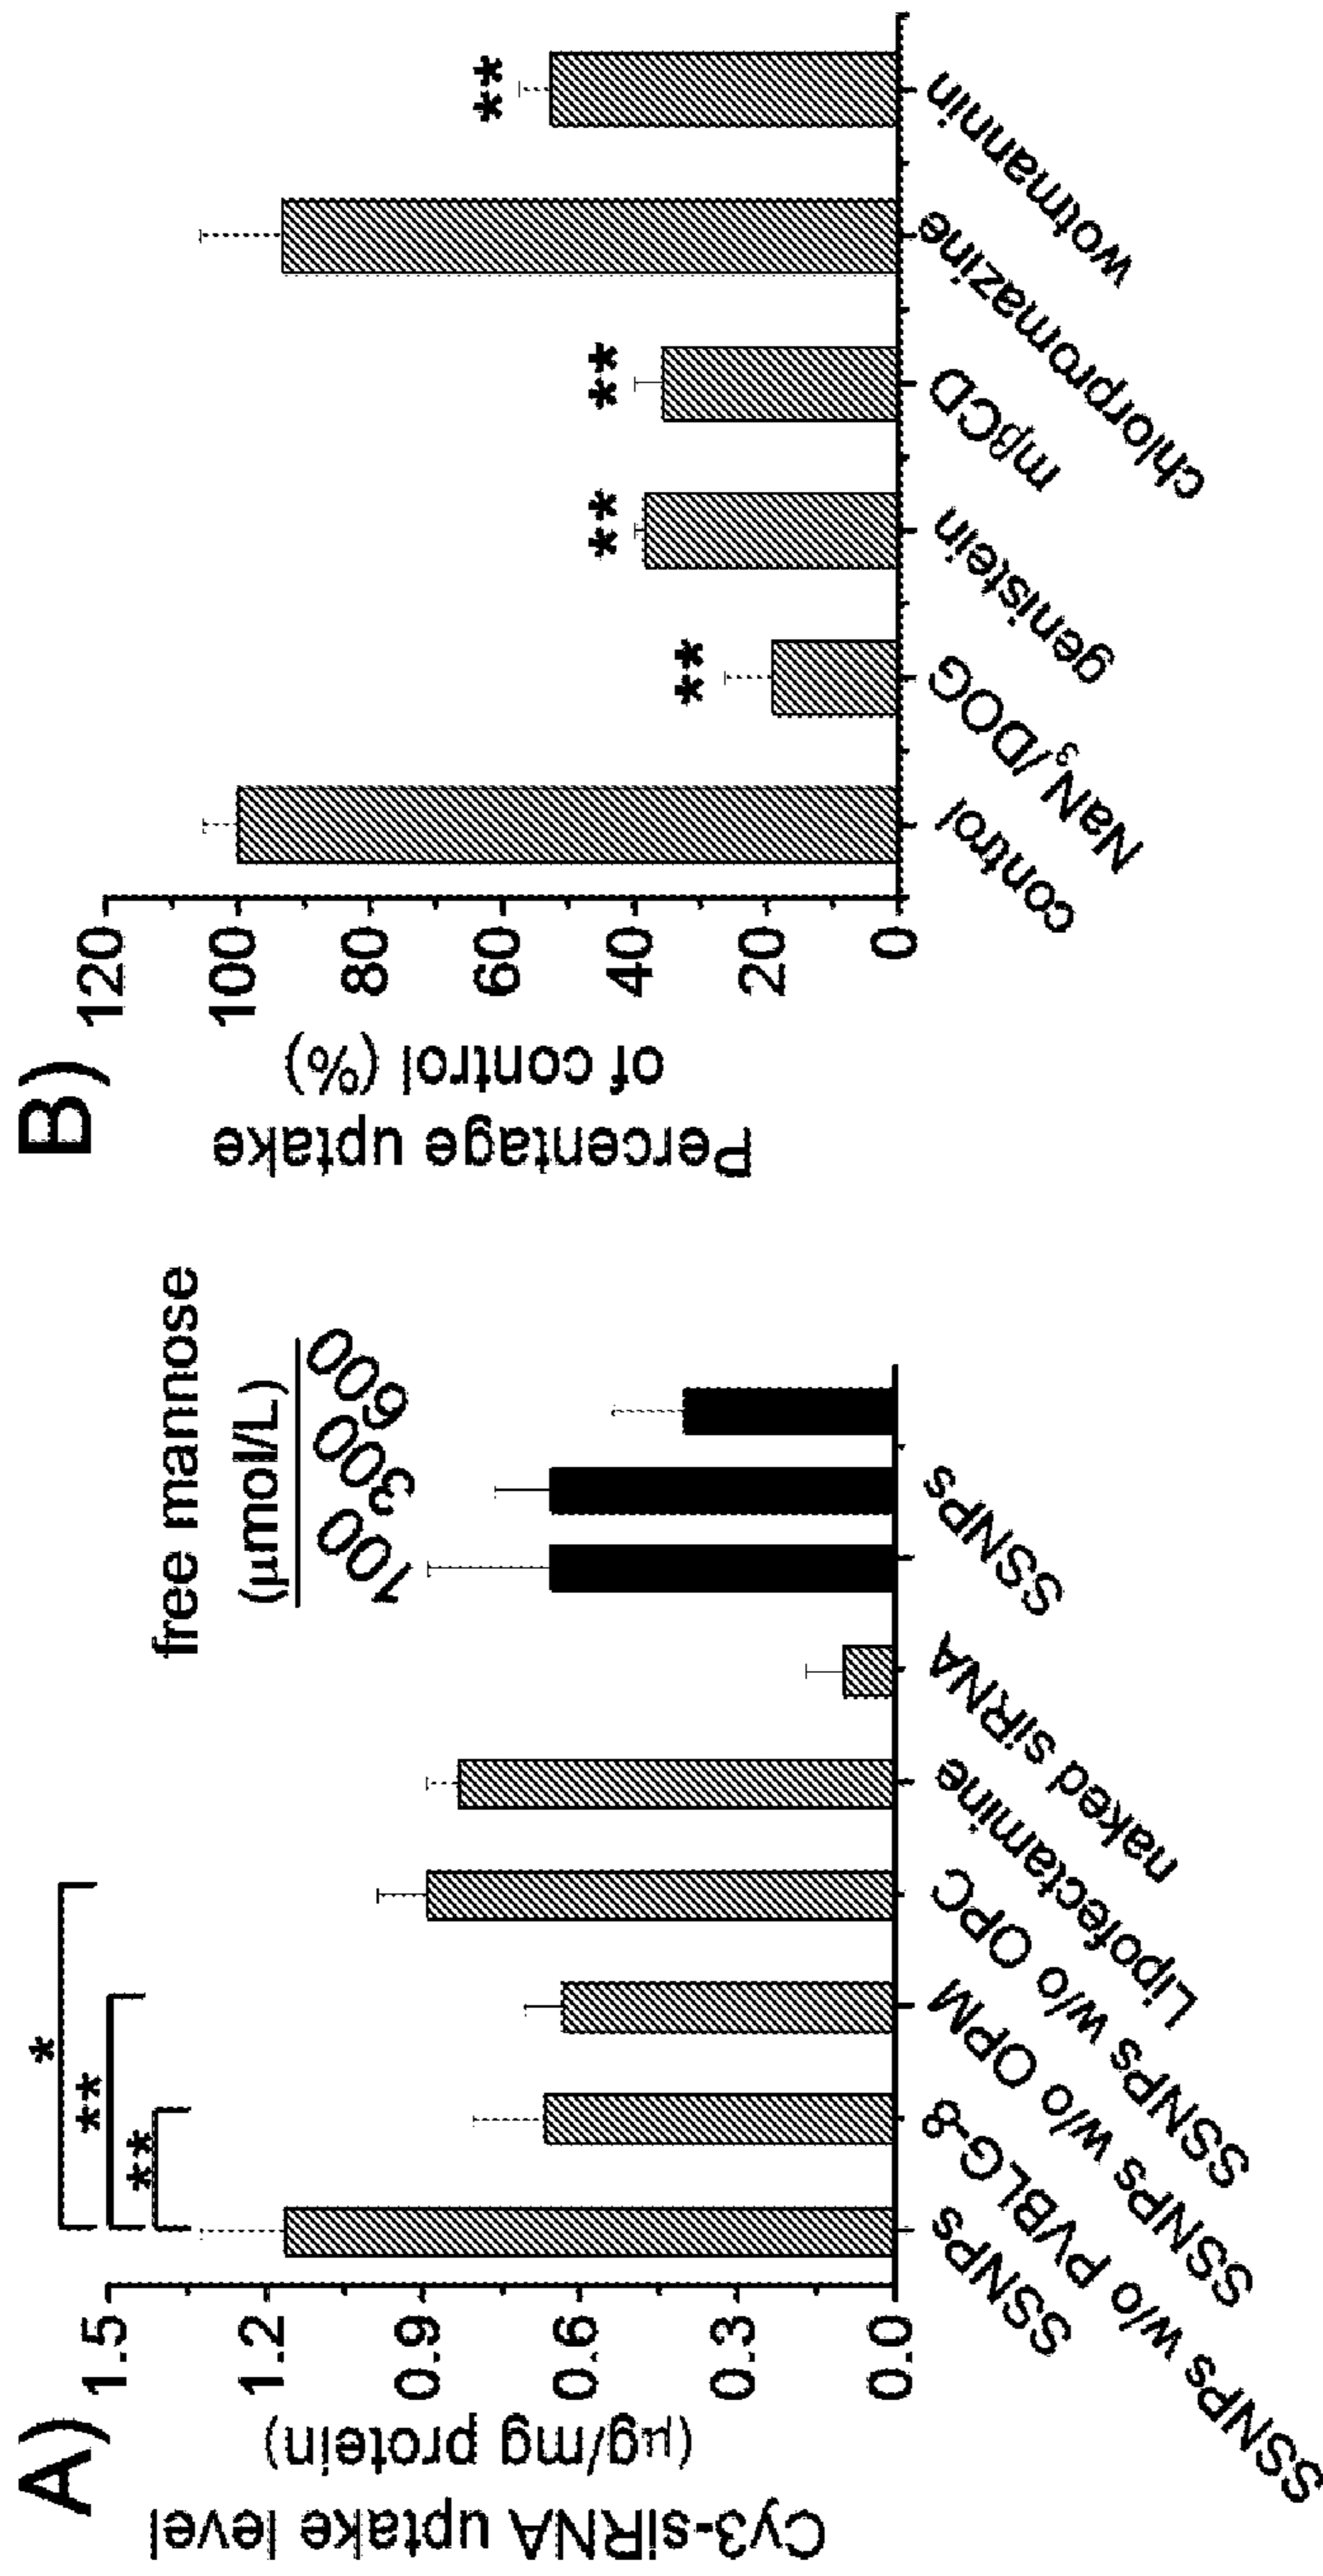 A)
Cy3-siRNA uptake level
(μg/mg protein)
1.5
1.2
0.9
0.6
0.3
0.0
*
**
**
free mannose
(μmol/L)
100 300 600
SSNPs
SSNPs w/o PVBLG-8
SSNPs w/o OPM
SSNPs w/o OPC
Lipofectamine
naked siRNA
SSNPs
B)
Percentage uptake
of control (%)
120
100
80
60
40
20
0
**
**
**
**
control
NaN₃/DOG
genistein
mβCD
chlorpromazine
wotmannin